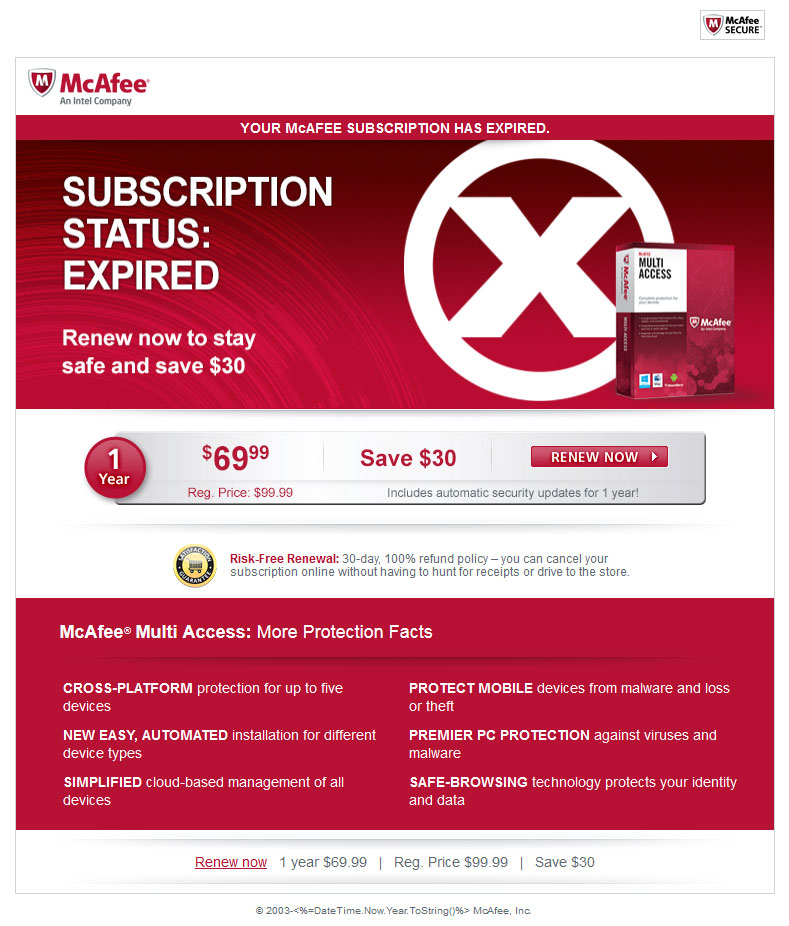 McAfee
SECURE™
McAfee®
An Intel Company
YOUR McAFEE SUBSCRIPTION HAS EXPIRED.
SUBSCRIPTION
STATUS:
EXPIRED
Renew now to stay
safe and save $30
McAFEE
MULTI
ACCESS
McAfee
An Intel Company
McAfee
MULTI ACCESS
1
Year
$69.99
Save $30
RENEW NOW
Reg. Price: $99.99
Includes automatic security updates for 1 year!
SATISFACTION
GUARANTEE
Risk-Free Renewal: 30-day, 100% refund policy – you can cancel your
subscription online without having to hunt for receipts or drive to the store.
McAfee® Multi Access: More Protection Facts
CROSS-PLATFORM protection for up to five
devices
NEW EASY, AUTOMATED installation for different
device types
SIMPLIFIED cloud-based management of all
devices
PROTECT MOBILE devices from malware and loss
or theft
PREMIER PC PROTECTION against viruses and
malware
SAFE-BROWSING technology protects your identity
and data
Renew now 1 year $69.99 | Reg. Price $99.99 | Save $30
© 2003-<%=DateTime.Now.Year.ToString()%> McAfee, Inc.